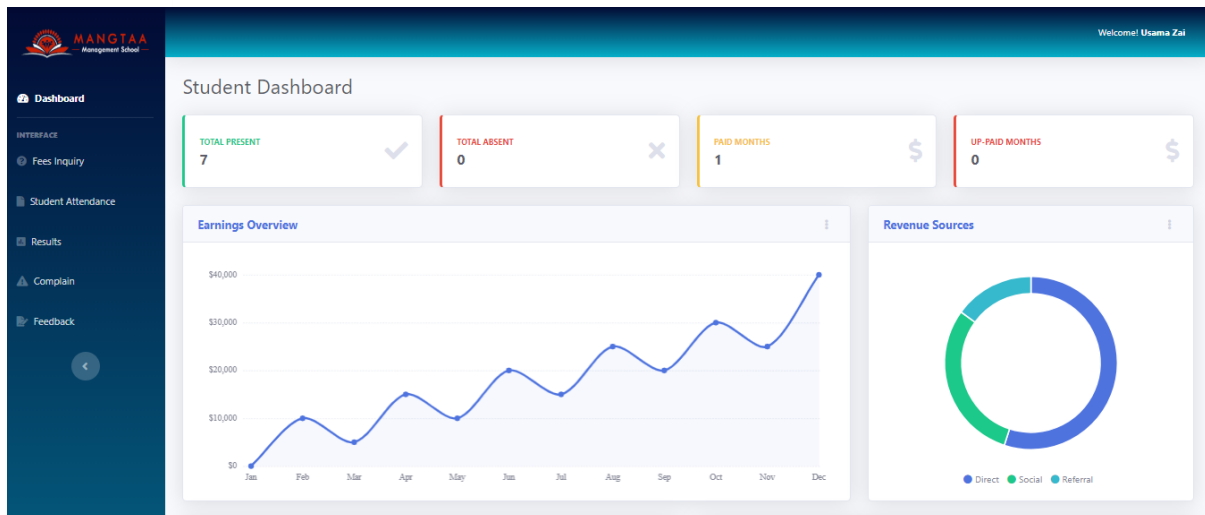 MANGTAA
Management School
Welcome! Usama Zai
Dashboard
INTERFACE
Fees Inquiry
Student Attendance
Results
Complain
Feedback
Student Dashboard
TOTAL PRESENT
7
TOTAL ABSENT
0
PAID MONTHS
1
UP-PAID MONTHS
0
Earnings Overview
$40,000
$30,000
$20,000
$10,000
$0
Jan Feb Mar Apr May Jun Jul Aug Sep Oct Nov Dec
Revenue Sources
Direct Social Referral